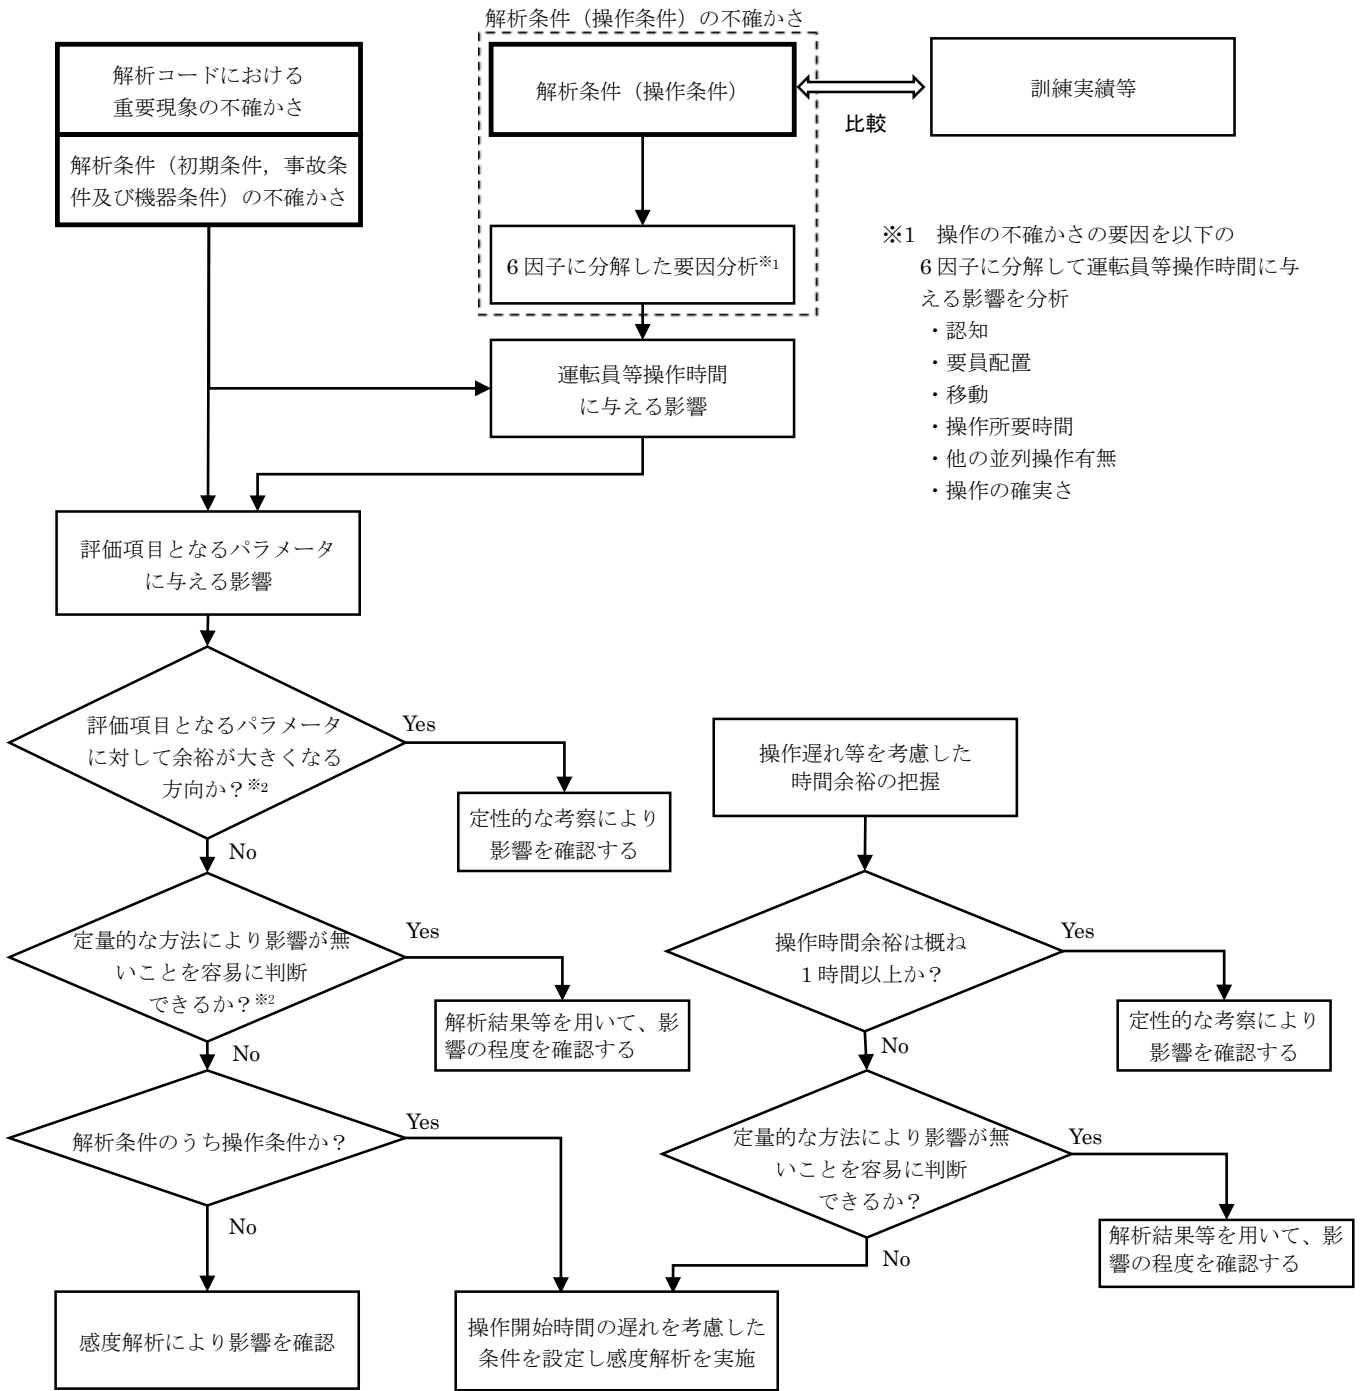 解析条件（操作条件）の不確かさ
解析コードにおける
重要現象の不確かさ
解析条件（初期条件，事故条
件及び機器条件）の不確かさ
解析条件（操作条件）
比較
訓練実績等
6因子に分解した要因分析※1
※1　操作の不確かさの要因を以下の
6因子に分解して運転員等操作時間に与
える影響を分析
・認知
・要員配置
・移動
・操作所要時間
・他の並列操作有無
・操作の確実さ
運転員等操作時間
に与える影響
評価項目となるパラメータ
に与える影響
評価項目となるパラメータ
に対して余裕が大きくなる
方向か？※2
Yes
定性的な考察により
影響を確認する
No
定量的な方法により影響が無
いことを容易に判断
できるか？※2
Yes
解析結果等を用いて、影
響の程度を確認する
No
解析条件のうち操作条件か？
Yes
No
感度解析により影響を確認
操作遅れ等を考慮した
時間余裕の把握
操作時間余裕は概ね
１時間以上か？
Yes
定性的な考察により
影響を確認する
No
定量的な方法により影響が無
いことを容易に判断
できるか？
Yes
解析結果等を用いて、影
響の程度を確認する
No
操作開始時間の遅れを考慮した
条件を設定し感度解析を実施